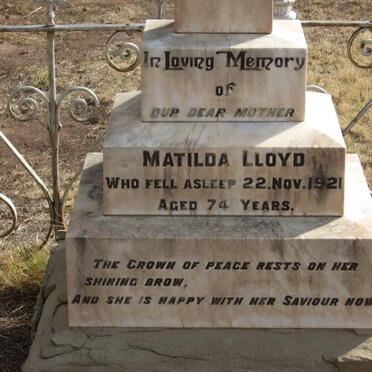 In Loving Memory
OF
OUR DEAR MOTHER
MATILDA LLOYD
WHO FELL ASLEEP 22.NOV.1921
AGED 74 YEARS.
THE CROWN OF PEACE RESTS ON HER
SHINING BROW,
AND SHE IS HAPPY WITH HER SAVIOUR NOW